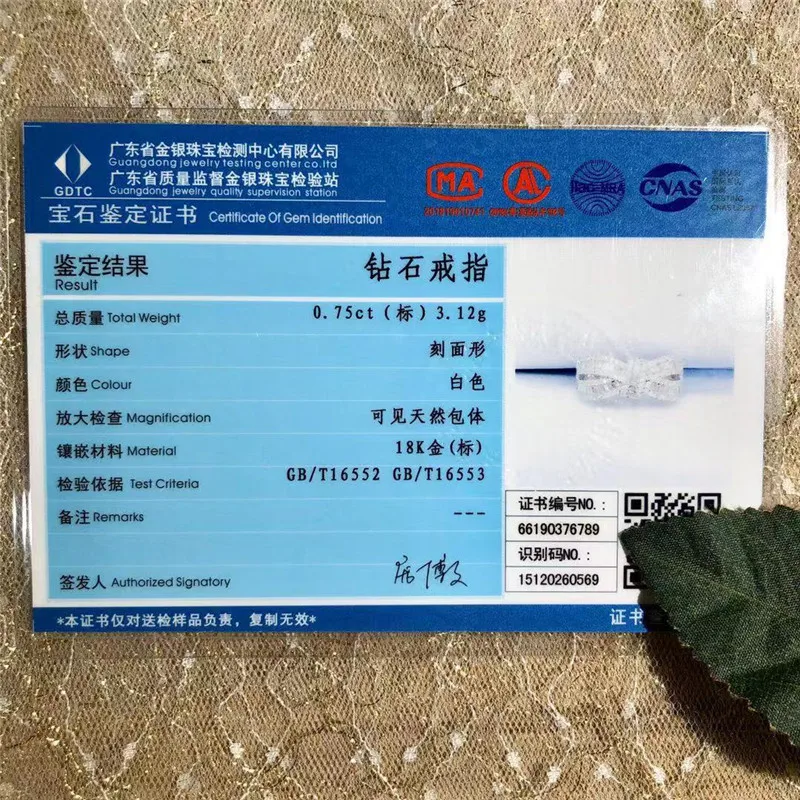 广东省金银珠宝检测中心有限公司
Guangdong jewelry testing center co.ltd
广东省质量监督金银珠宝检验站
Guangdong jewelry quality supervision station
GDTC
宝石鉴定证书 Certificate Of Gem Identification
MA
AL
CNAS
TESTING
鉴定结果
Result
钻石戒指
总质量 Total Weight 0.75ct(标)3.12g
形状 Shape 刻面形
颜色 Colour 白色
放大检查 Magnification 可见天然包体
镶嵌材料 Material 18K金(标)
检验依据 Test Criteria GB/T16552 GB/T16553
备注 Remarks ---
签发人 Authorized Signatory
证书编号NO.:
66190376789
识别码NO.:
15120260569
*本证书仅对送检样品负责,复制无效*
证书